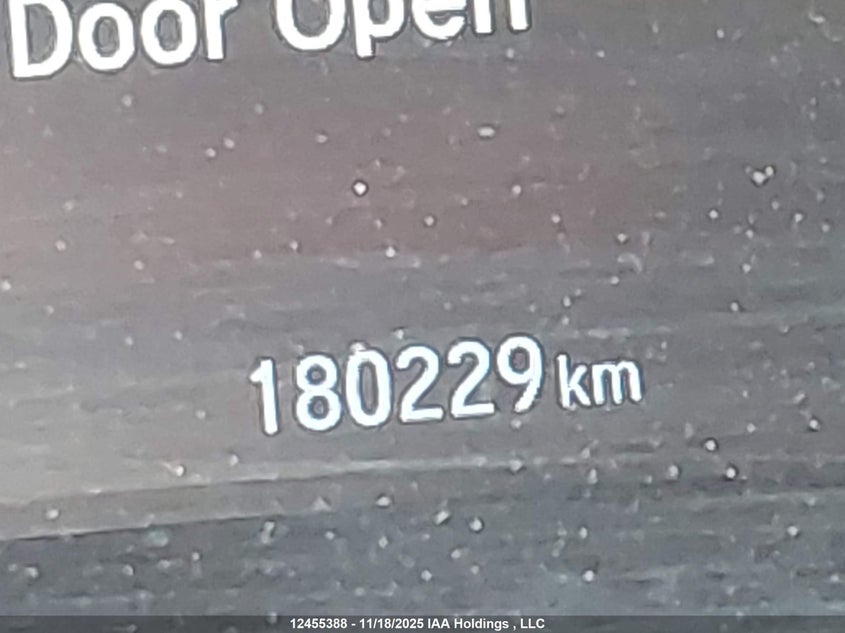 Door Open
180229 km
12455388 - 11/18/2025 IAA Holdings , LLC